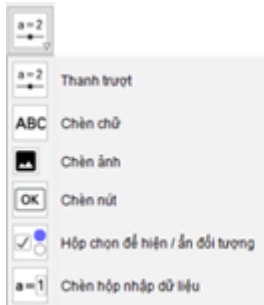 a=2
a=2 Thanh trượt
ABC Chèn chữ
Chèn ảnh
OK Chèn nút
Hộp chọn để hiện / ẩn đối tượng
a=1 Chèn hộp nhập dữ liệu